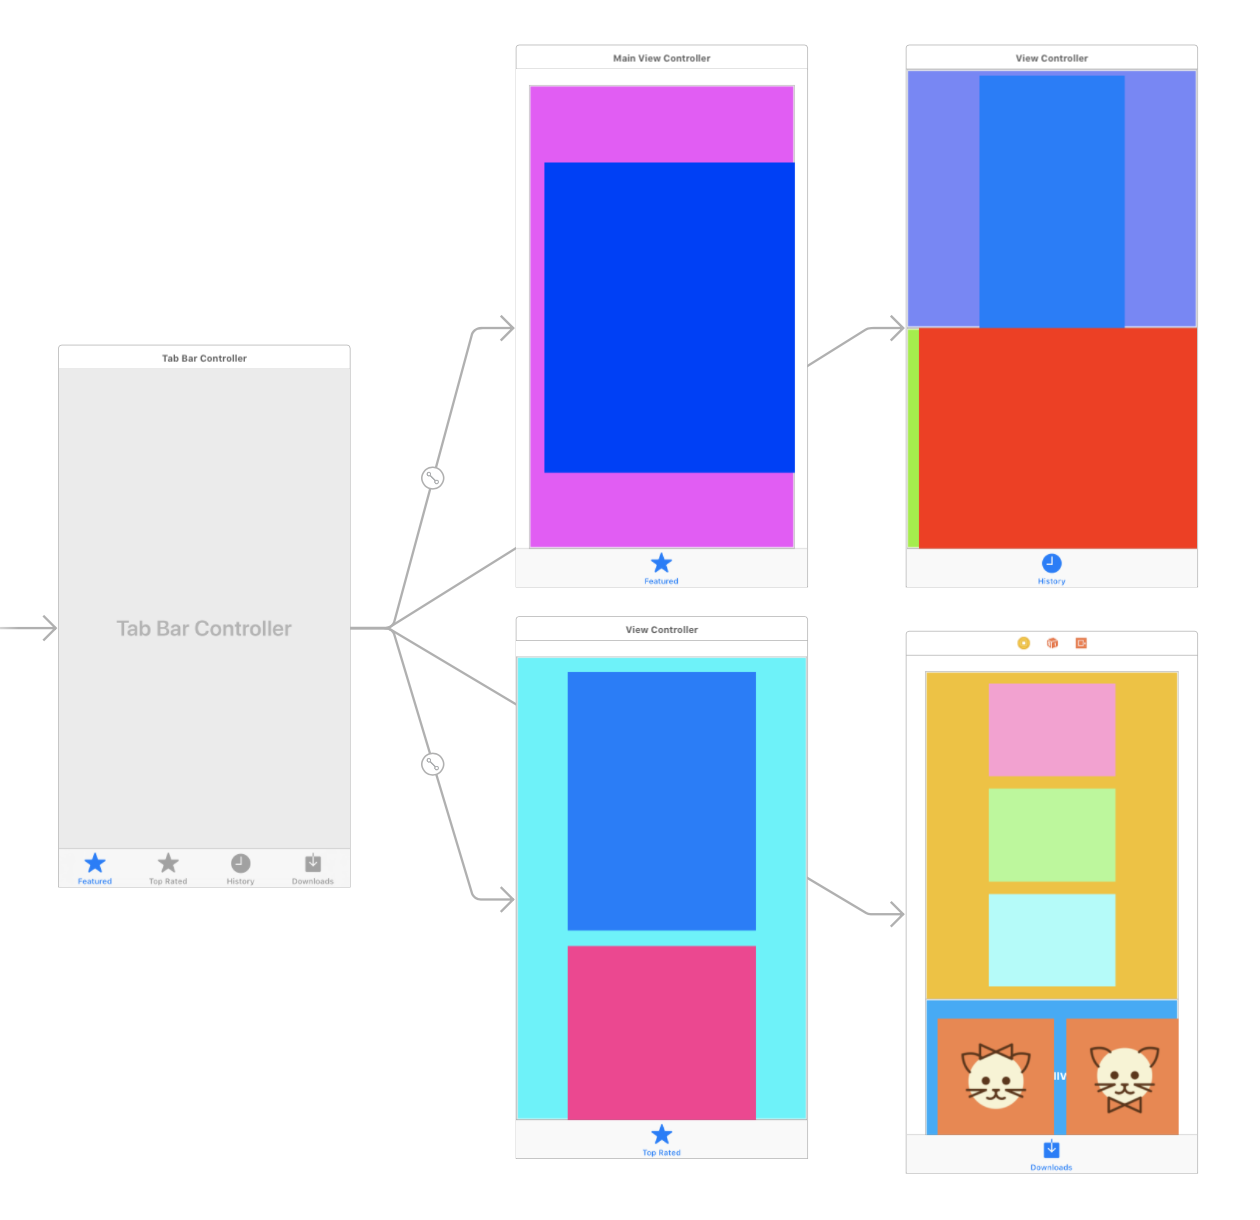 Main View Controller
View Controller
Featured
History
Tab Bar Controller
Tab Bar Controller
Featured
Top Rated
History
Downloads
View Controller
Top Rated
Downloads